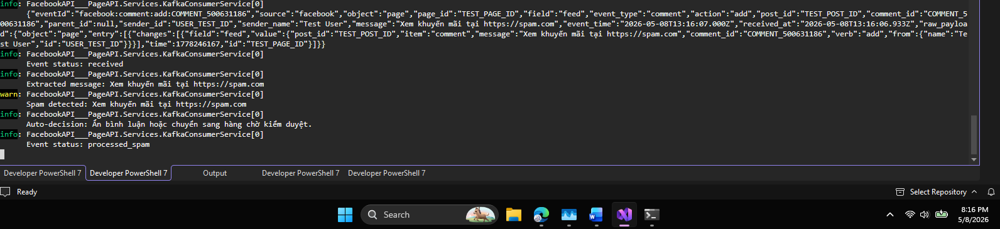 info: FacebookAPI___PageAPI.Services.KafkaConsumerService[0]
{"eventId":"facebook:comment:add:COMMENT_500631186","source":"facebook","object":"page","page_id":"TEST_PAGE_ID","field":"feed","event_type":"comment","action":"add","post_id":"TEST_POST_ID","comment_id":"COMMENT_5
00631186","parent_id":null,"sender_id":"USER_TEST_ID","sender_name":"Test User","message":"Xem khuyến mãi tại https://spam.com","event_time":"2026-05-08T13:16:07.000Z","received_at":"2026-05-08T13:16:06.933Z","raw_payloa
d":{"object":"page","entry":[{"changes":[{"field":"feed","value":{"post_id":"TEST_POST_ID","item":"comment","message":"Xem khuyến mãi tại https://spam.com","comment_id":"COMMENT_500631186","verb":"add","from":{"name":"Te
st User","id":"USER_TEST_ID"}}}],"time":1778246167,"id":"TEST_PAGE_ID"}]}}
info: FacebookAPI___PageAPI.Services.KafkaConsumerService[0]
Event status: received
info: FacebookAPI___PageAPI.Services.KafkaConsumerService[0]
Extracted message: Xem khuyến mãi tại https://spam.com
warn: FacebookAPI___PageAPI.Services.KafkaConsumerService[0]
Spam detected: Xem khuyến mãi tại https://spam.com
info: FacebookAPI___PageAPI.Services.KafkaConsumerService[0]
Auto-decision: Ẩn bình luận hoặc chuyển sang hàng chờ kiểm duyệt.
info: FacebookAPI___PageAPI.Services.KafkaConsumerService[0]
Event status: processed_spam
Developer PowerShell 7 Developer PowerShell 7 Output Developer PowerShell 7 Developer PowerShell 7
Ready Select Repository
Search
8:16 PM
5/8/2026